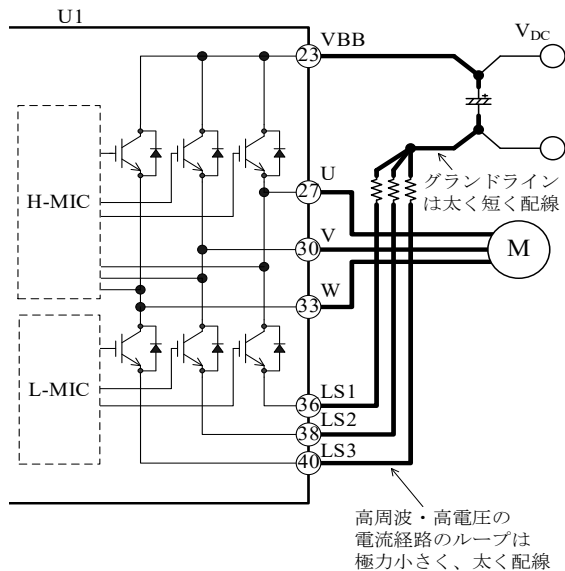 U1
VBB
23
V_DC
H-MIC
U
27
グランドライン
は太く短く配線
V
30
M
W
33
L-MIC
LS1
36
LS2
38
LS3
40
高周波・高電圧の
電流経路のループは
極力小さく、太く配線